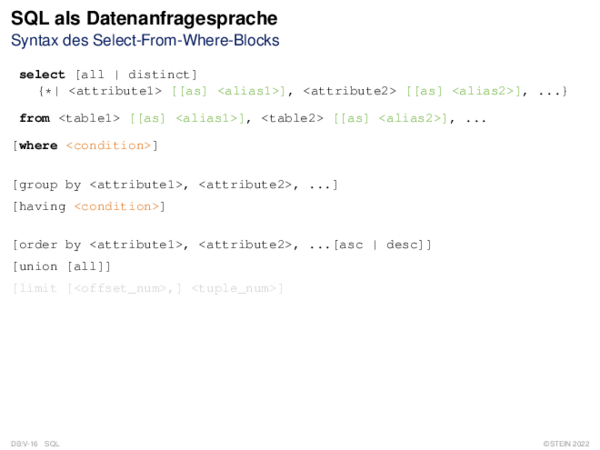 SQL als Datenanfragesprache
Syntax des Select-From-Where-Blocks
select [all | distinct]
{*| <attribute1> [[as] <alias1>], <attribute2> [[as] <alias2>], ...}
from <table1> [[as] <alias1>], <table2> [[as] <alias2>], ...
[where <condition>]
[group by <attribute1>, <attribute2>, ...]
[having <condition>]
[order by <attribute1>, <attribute2>, ...[asc | desc]]
[union [all]]
[limit [<offset_num>,] <tuple_num>]
DB:V-16 SQL
©STEIN 2022